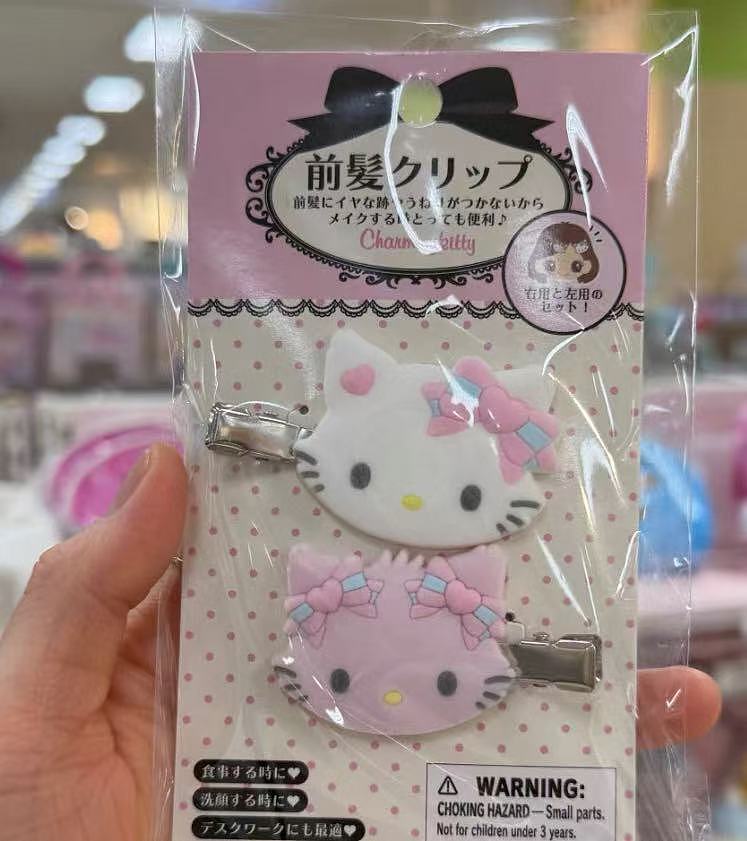 前髪クリップ
前髪にイヤな跡やうねりがつかないから
メイクする時とっても便利♪
Charm kitty
右用と左用の
セット!
食事する時に♥
洗顔する時に♥
デスクワークにも最適♥
⚠ WARNING:
CHOKING HAZARD — Small parts.
Not for children under 3 years.